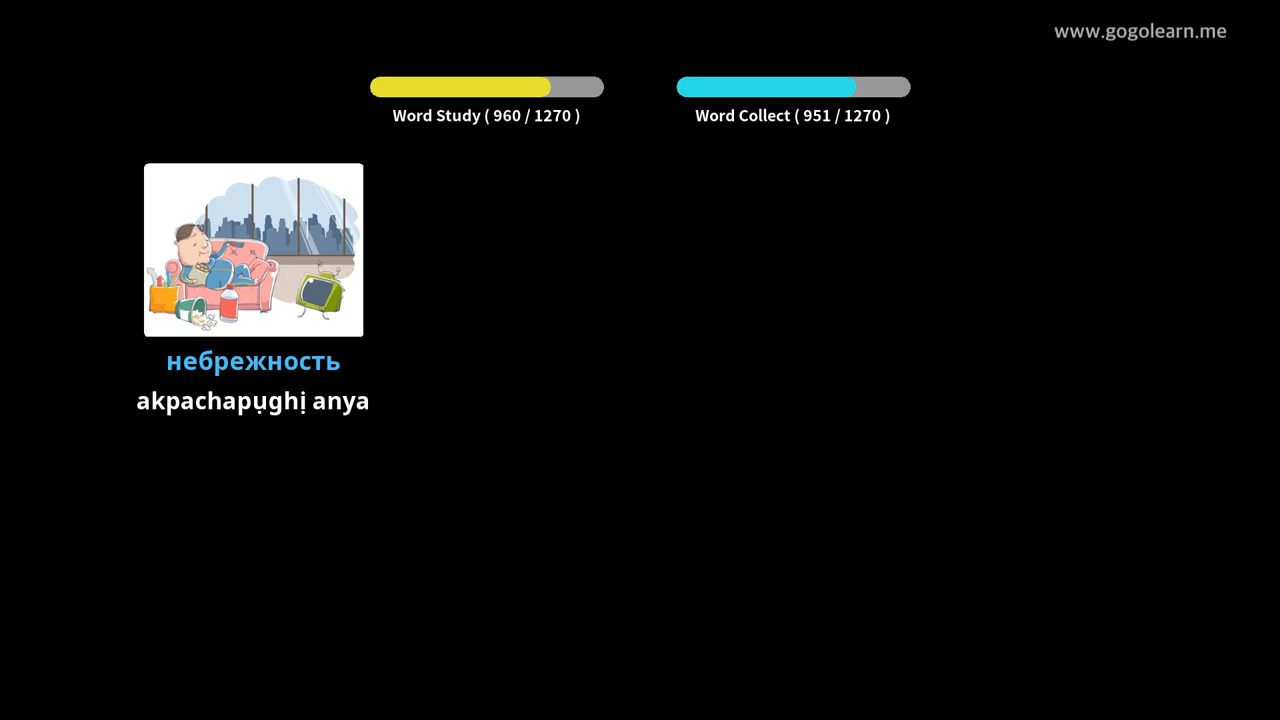 www.gogolearn.me
Word Study ( 960 / 1270 )
Word Collect ( 951 / 1270 )
небрежность
akpachapụghị anya